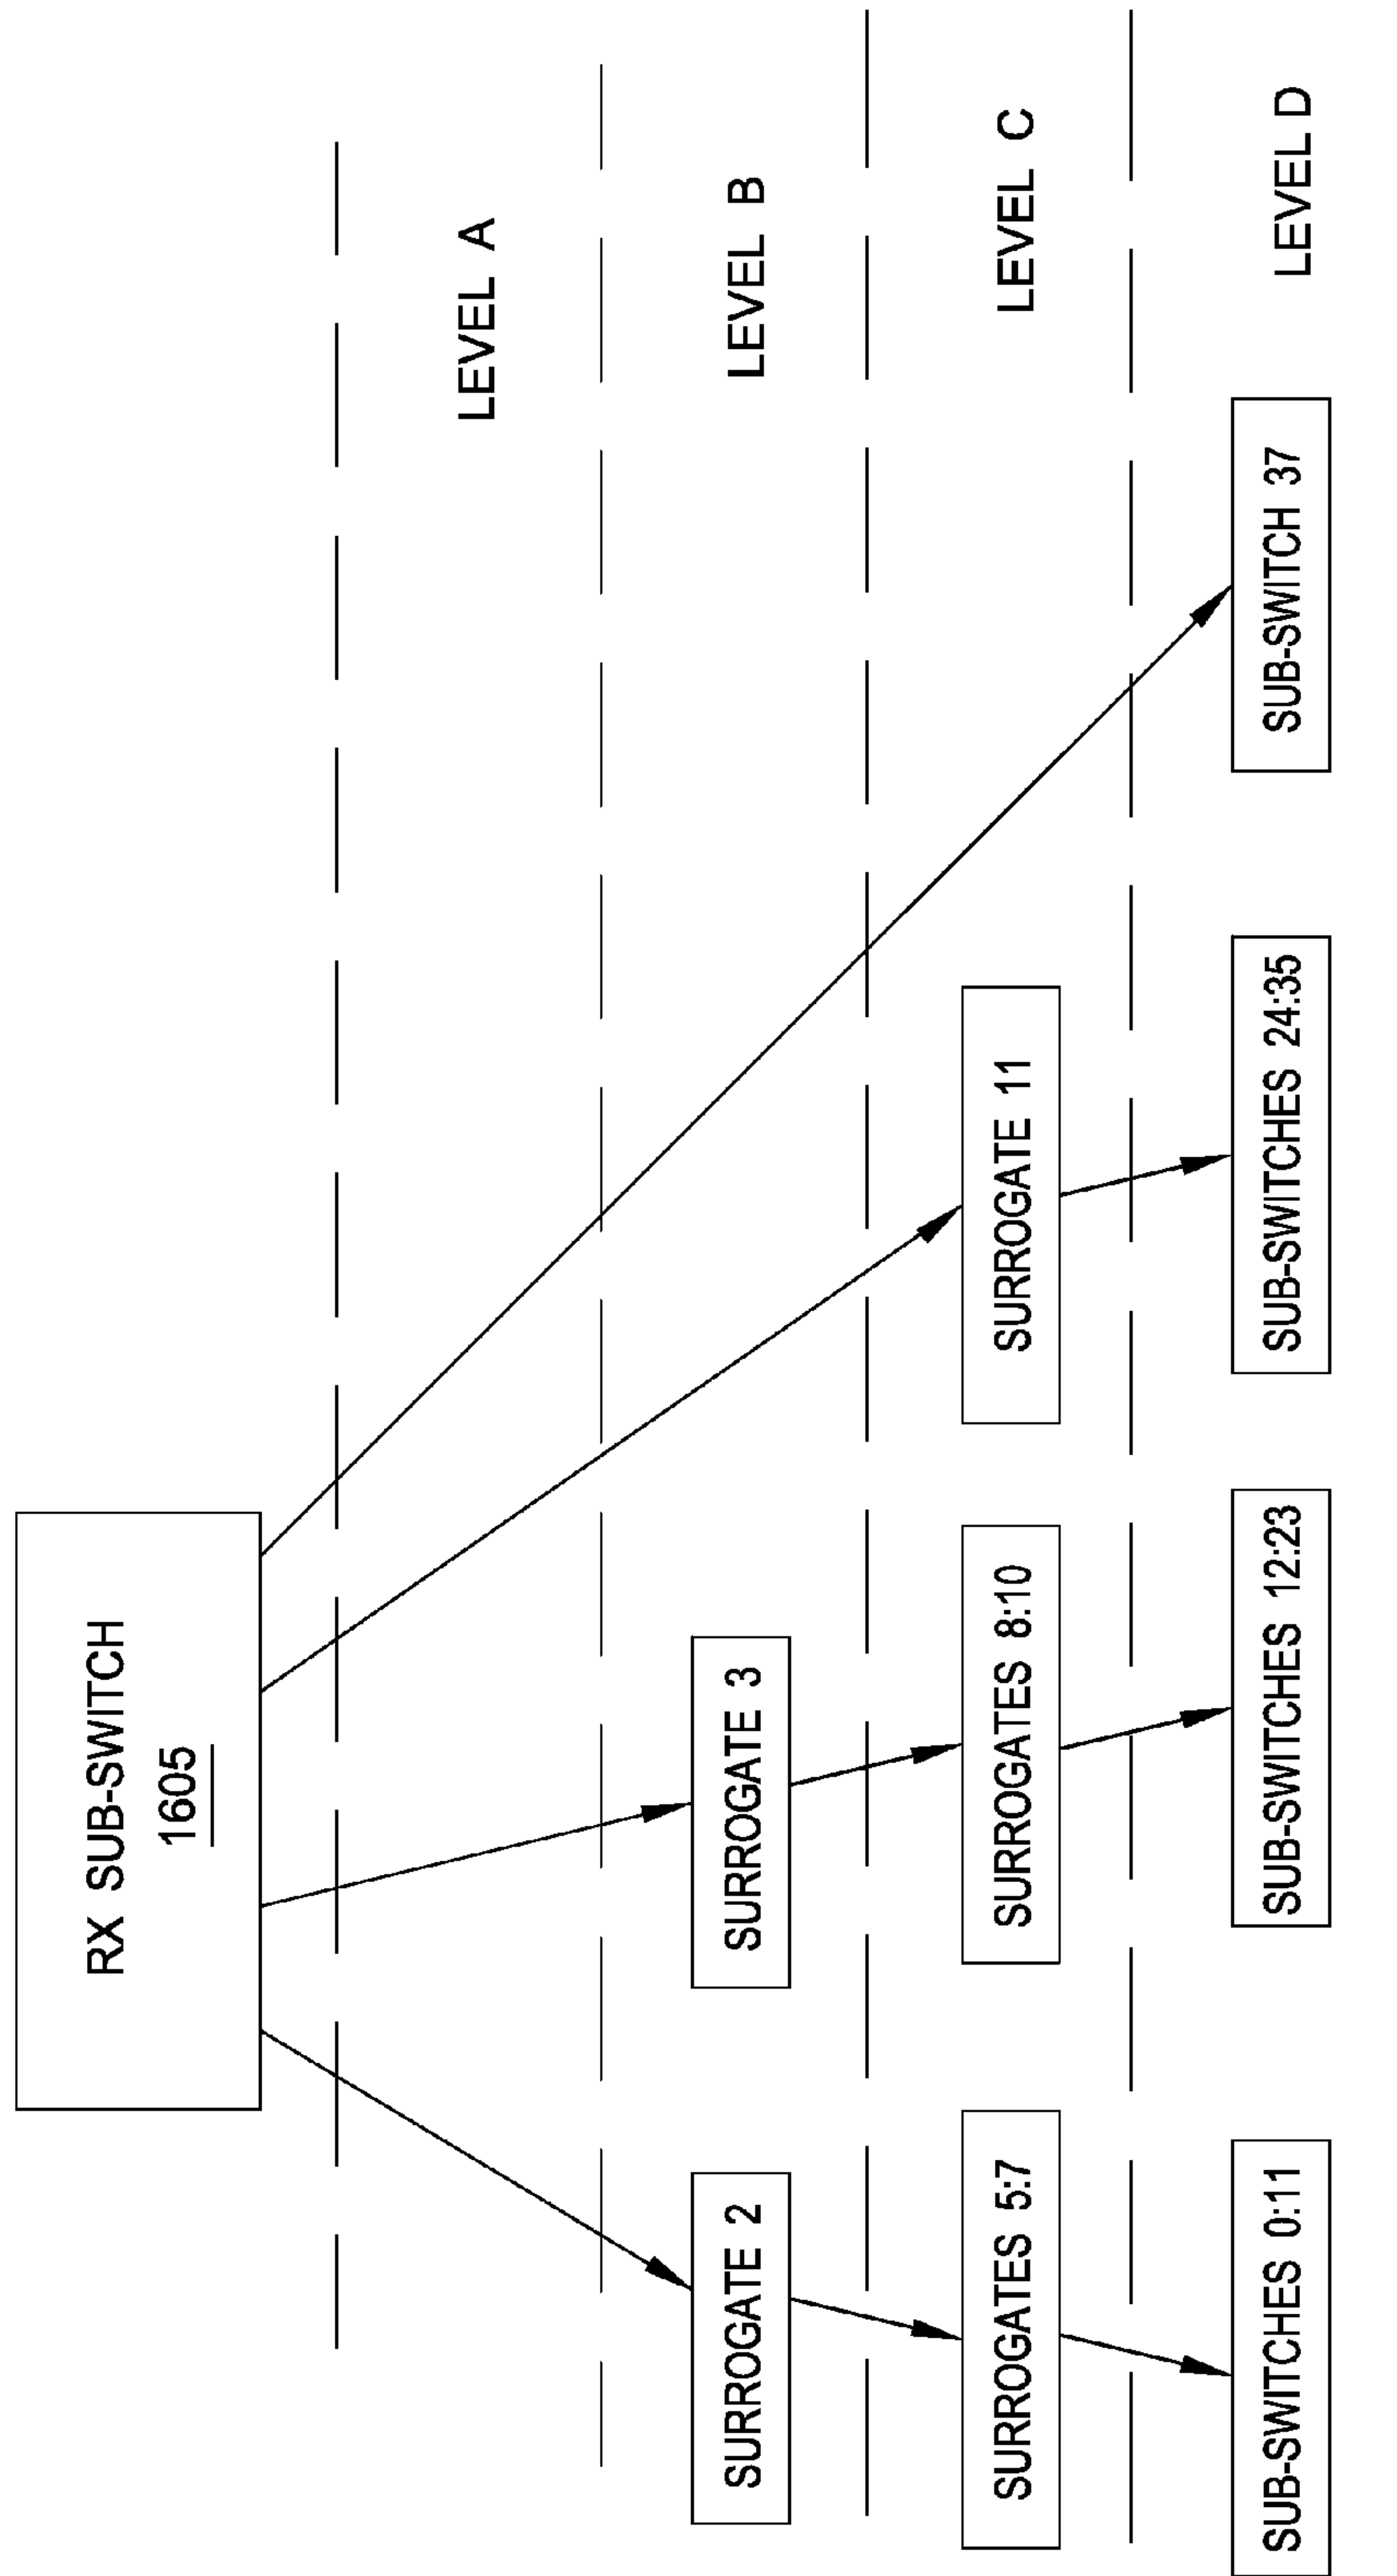 RX SUB-SWITCH
1605
LEVEL A
SURROGATE 2
SURROGATE 3
LEVEL B
SURROGATES 5:7
SURROGATES 8:10
SURROGATE 11
LEVEL C
SUB-SWITCHES 0:11
SUB-SWITCHES 12:23
SUB-SWITCHES 24:35
SUB-SWITCH 37
LEVEL D